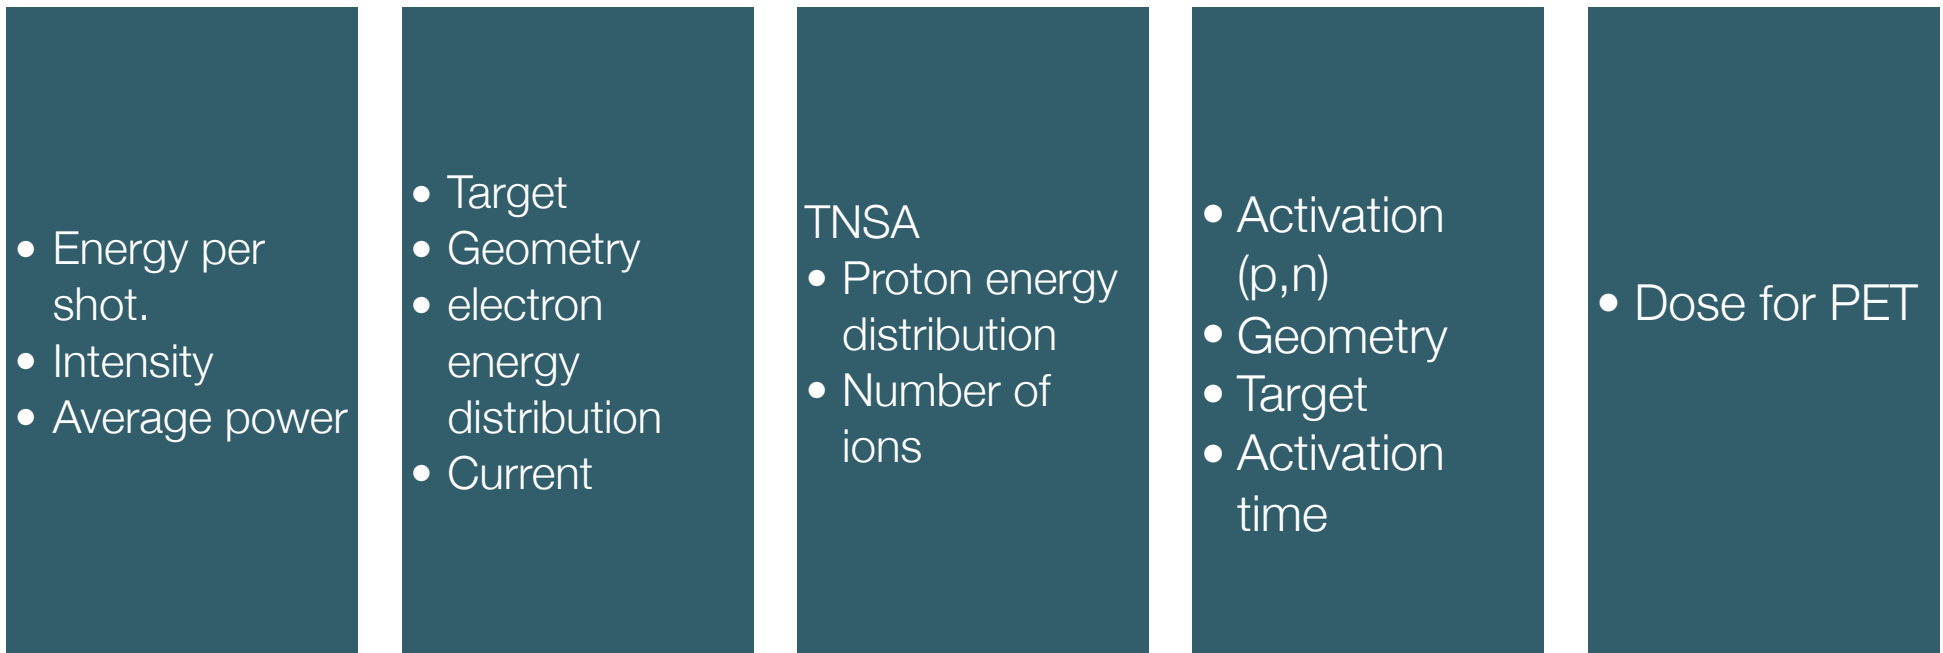 • Energy per
shot.
• Intensity
• Average power
• Target
• Geometry
• electron
energy
distribution
• Current
TNSA
• Proton energy
distribution
• Number of
ions
• Activation
(p,n)
• Geometry
• Target
• Activation
time
• Dose for PET